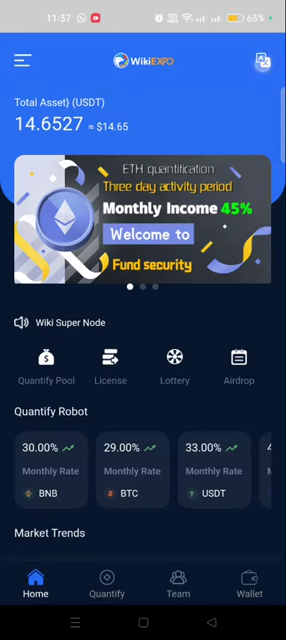 11:37
63%
WikiEXPO
Total Asset} (USDT)
14.6527 ≈ $14.65
ETH quantification
Three day activity period
Monthly Income 45%
Welcome to
Fund security
Wiki Super Node
Quantify Pool License Lottery Airdrop
Quantify Robot
30.00% 29.00% 33.00% 4
Monthly Rate Monthly Rate Monthly Rate
BNB BTC USDT
Market Trends
Home Quantify Team Wallet